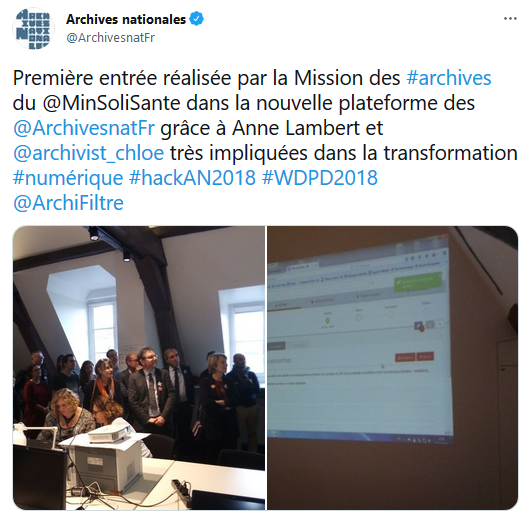 Archives nationales
@ArchivesnatFr
Première entrée réalisée par la Mission des #archives
du @MinSoliSante dans la nouvelle plateforme des
@ArchivesnatFr grâce à Anne Lambert et
@archivist_chloe très impliquées dans la transformation
#numérique #hackAN2018 #WDPD2018
@ArchiFiltre